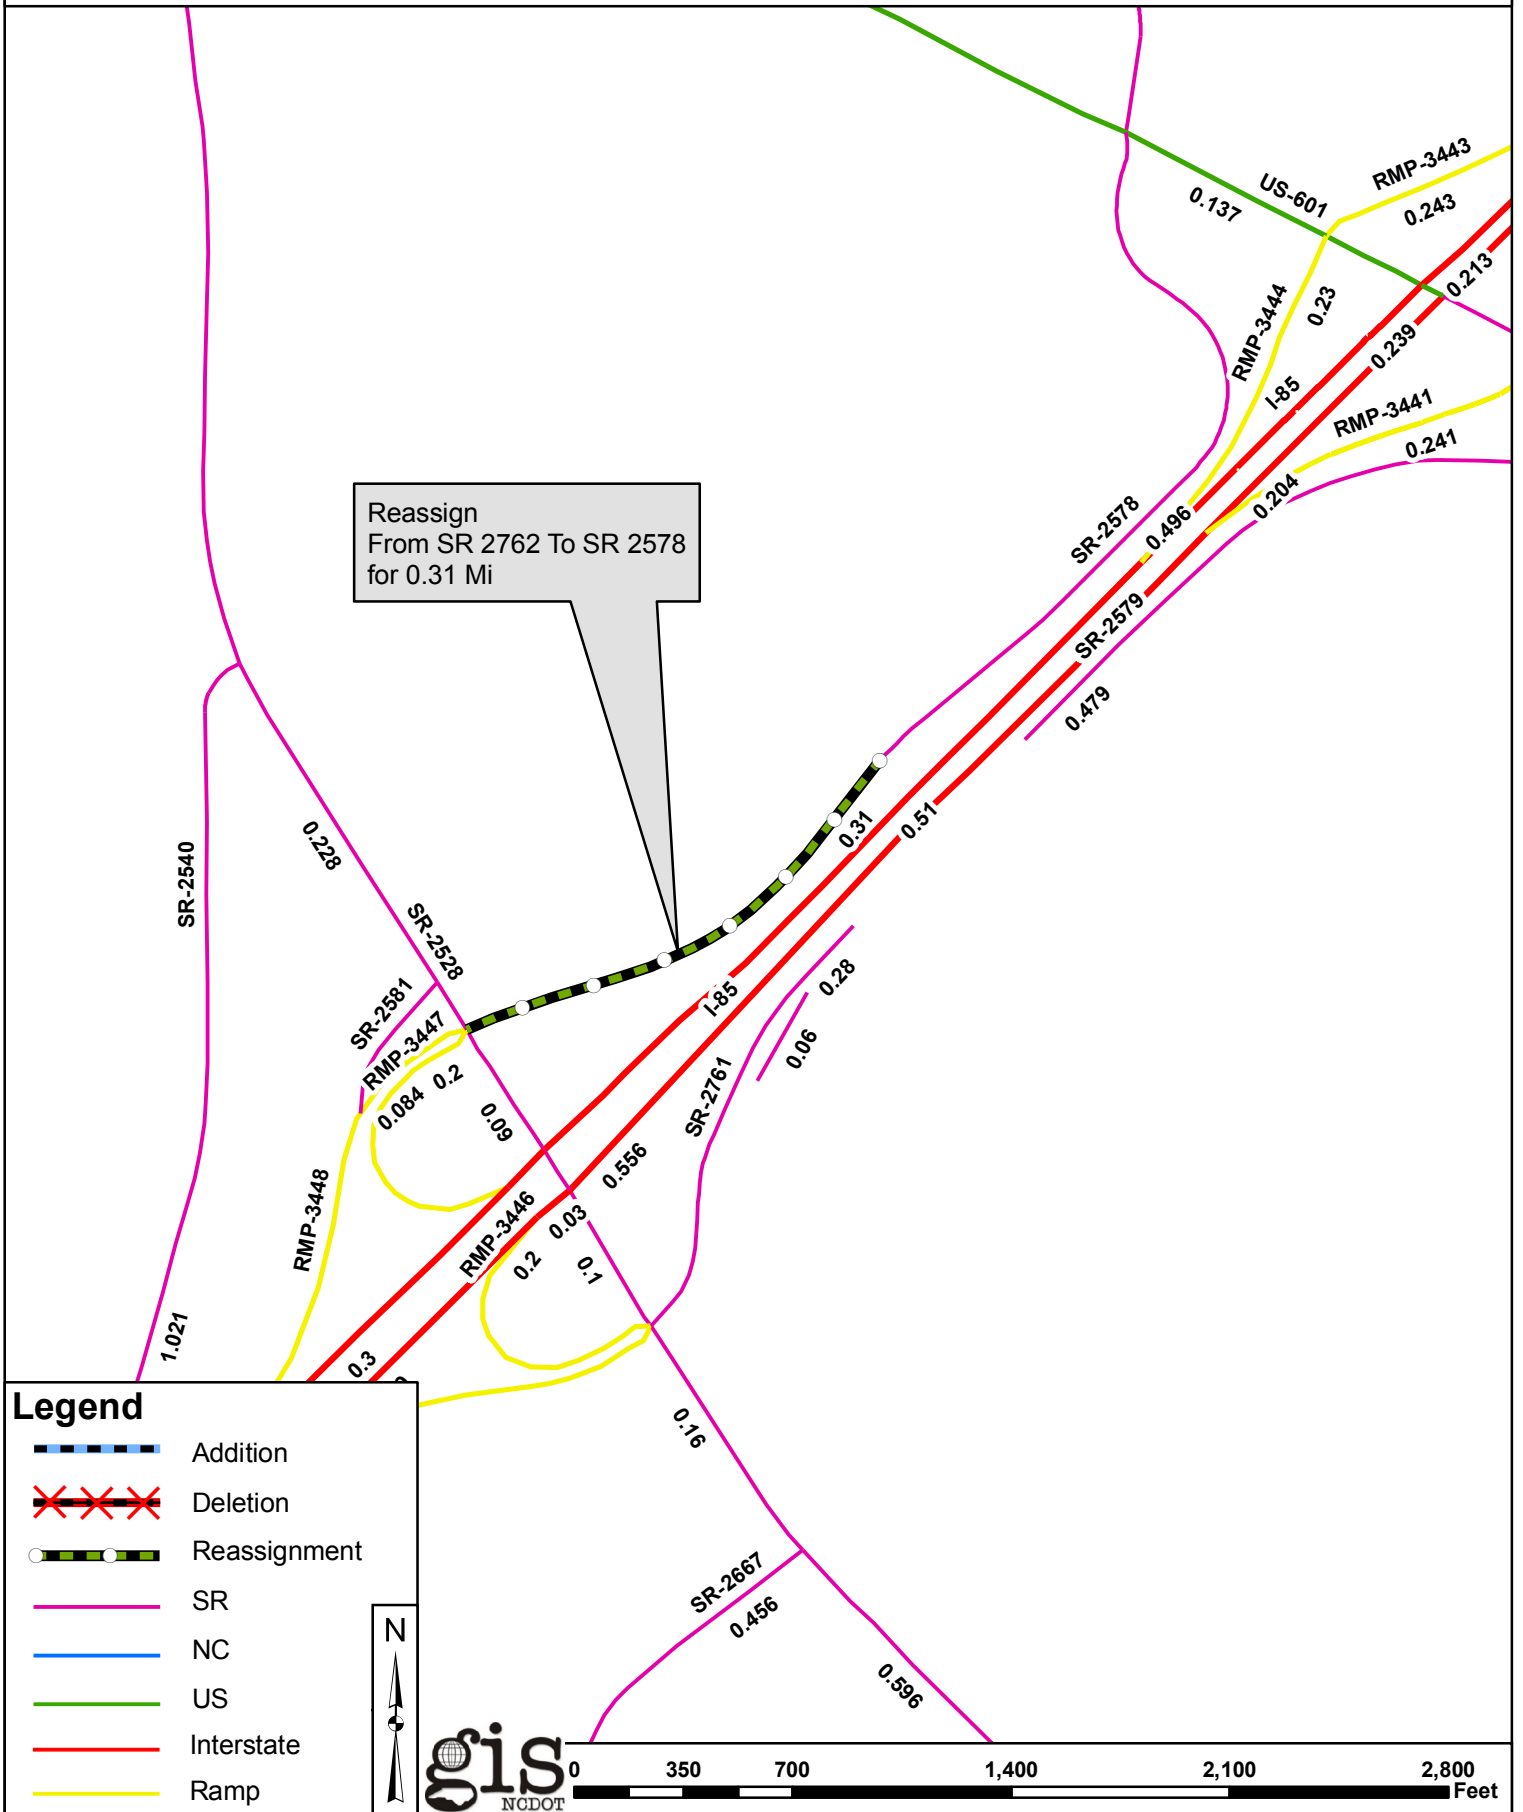 RMP-3443
US-601
0.137
0.243
0.213
RMP-3444
0.23
0.239
I-85
RMP-3441
0.241
0.204
SR-2578
0.496
Reassign
From SR 2762 To SR 2578
for 0.31 Mi
SR-2579
0.479
0.31
0.51
0.228
SR-2540
SR-2528
0.28
SR-2581
I-85
RMP-3447
0.06
0.2
0.084
SR-2761
0.09
0.556
RMP-3448
RMP-3446
0.03
0.2
0.1
1.021
0.3
0.16
SR-2667
0.456
0.596
Legend
Addition
Deletion
Reassignment
SR
NC
US
Interstate
Ramp
N
gis
NCDOT
0 350 700 1,400 2,100 2,800
Feet